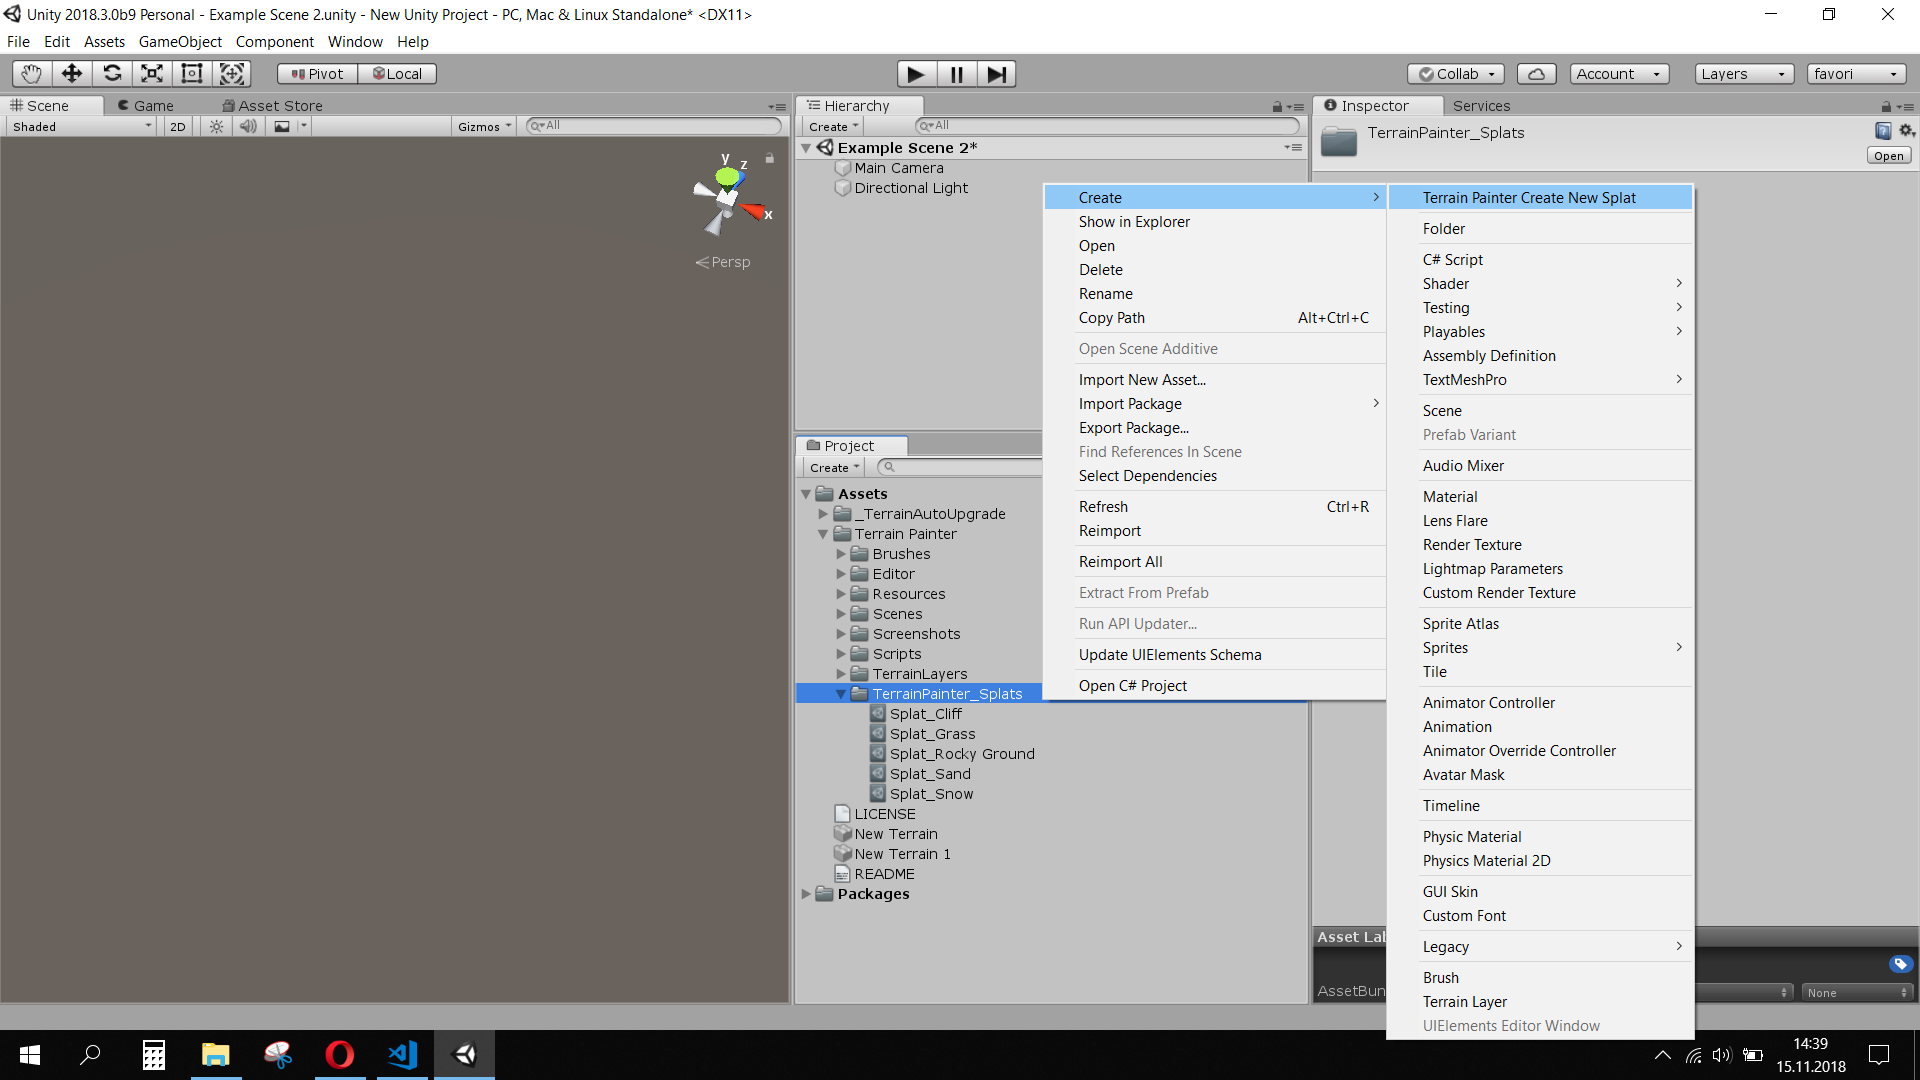 Unity 2018.3.0b9 Personal - Example Scene 2.unity - New Unity Project - PC, Mac & Linux Standalone* <DX11>
File Edit Assets GameObject Component Window Help
Pivot Local Collab Account Layers favori
Scene Game Asset Store
Shaded 2D Gizmos All
y z x
Persp
Hierarchy
Create All
Example Scene 2*
Main Camera
Directional Light
Project
Create
Assets
_TerrainAutoUpgrade
Terrain Painter
Brushes
Editor
Resources
Scenes
Screenshots
Scripts
TerrainLayers
TerrainPainter_Splats
Splat_Cliff
Splat_Grass
Splat_Rocky Ground
Splat_Sand
Splat_Snow
LICENSE
New Terrain
New Terrain 1
README
Packages
Inspector Services
TerrainPainter_Splats
Open
Create
Show in Explorer
Open
Delete
Rename
Copy Path Alt+Ctrl+C
Open Scene Additive
Import New Asset...
Import Package
Export Package...
Find References In Scene
Select Dependencies
Refresh Ctrl+R
Reimport
Reimport All
Extract From Prefab
Run API Updater...
Update UIElements Schema
Open C# Project
Terrain Painter Create New Splat
Folder
C# Script
Shader
Testing
Playables
Assembly Definition
TextMeshPro
Scene
Prefab Variant
Audio Mixer
Material
Lens Flare
Render Texture
Lightmap Parameters
Custom Render Texture
Sprite Atlas
Sprites
Tile
Animator Controller
Animation
Animator Override Controller
Avatar Mask
Timeline
Physic Material
Physics Material 2D
GUI Skin
Custom Font
Legacy
Brush
Terrain Layer
UIElements Editor Window
Asset Lal
AssetBun None
14:39
15.11.2018